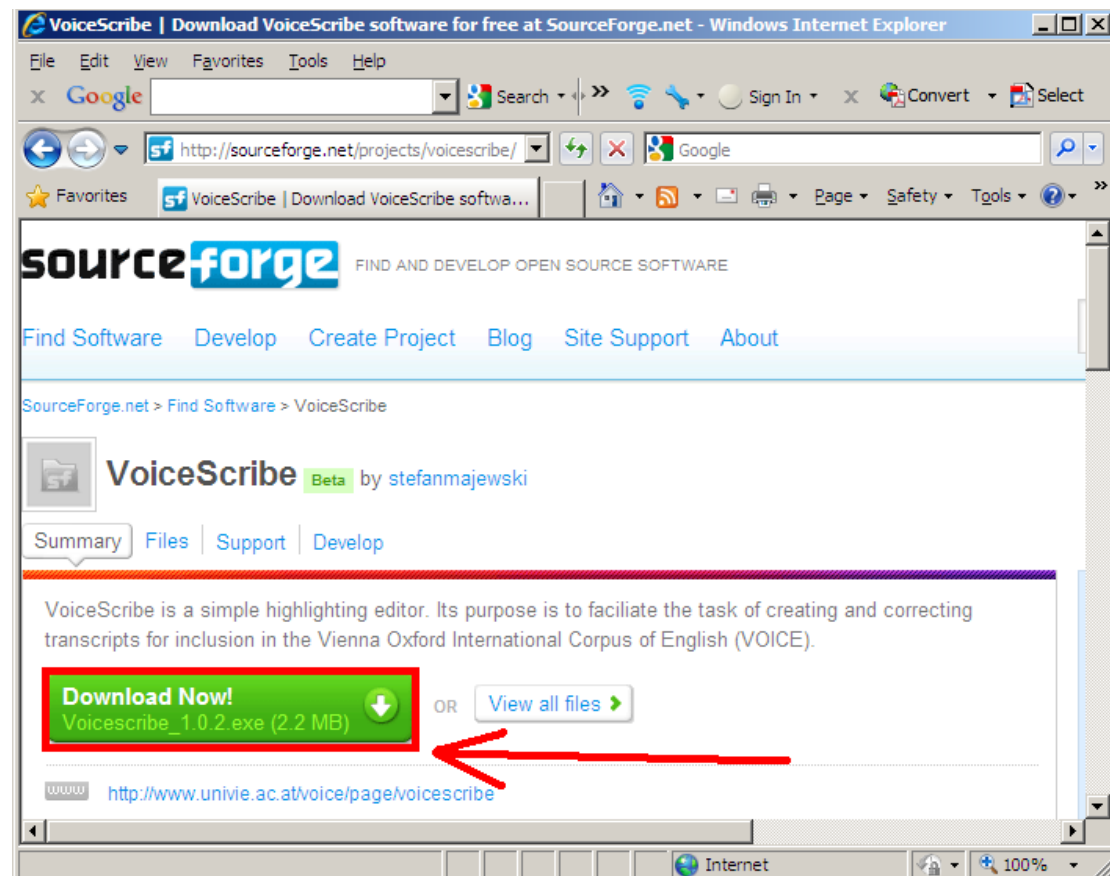 VoiceScribe | Download VoiceScribe software for free at SourceForge.net - Windows Internet Explorer
File Edit View Favorites Tools Help
x Google Search » Sign In x Convert Select
sf http://sourceforge.net/projects/voicescribe/ Google
Favorites sf VoiceScribe | Download VoiceScribe softwa... Page Safety Tools »
sourceforge FIND AND DEVELOP OPEN SOURCE SOFTWARE
Find Software Develop Create Project Blog Site Support About
SourceForge.net > Find Software > VoiceScribe
sf VoiceScribe Beta by stefanmajewski
Summary Files Support Develop
VoiceScribe is a simple highlighting editor. Its purpose is to faciliate the task of creating and correcting
transcripts for inclusion in the Vienna Oxford International Corpus of English (VOICE).
Download Now!
Voicescribe_1.0.2.exe (2.2 MB)
OR View all files
www http://www.univie.ac.at/voice/page/voicescribe
Internet 100%